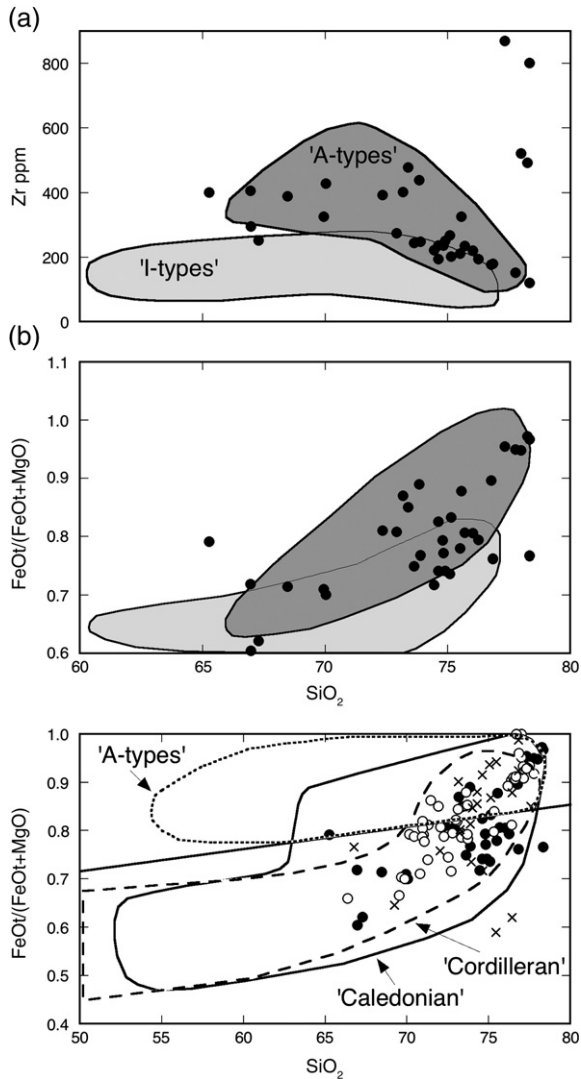 (a)
800
600
400
200
0
Zr ppm
'A-types'
'I-types'
(b)
1.1
1.0
0.9
0.8
0.7
0.6
FeOt/(FeOt+MgO)
60 65 70 75 80
SiO2
1.0
0.9
0.8
0.7
0.6
0.5
0.4
FeOt/(FeOt+MgO)
'A-types'
'Cordilleran'
'Caledonian'
50 55 60 65 70 75 80
SiO2